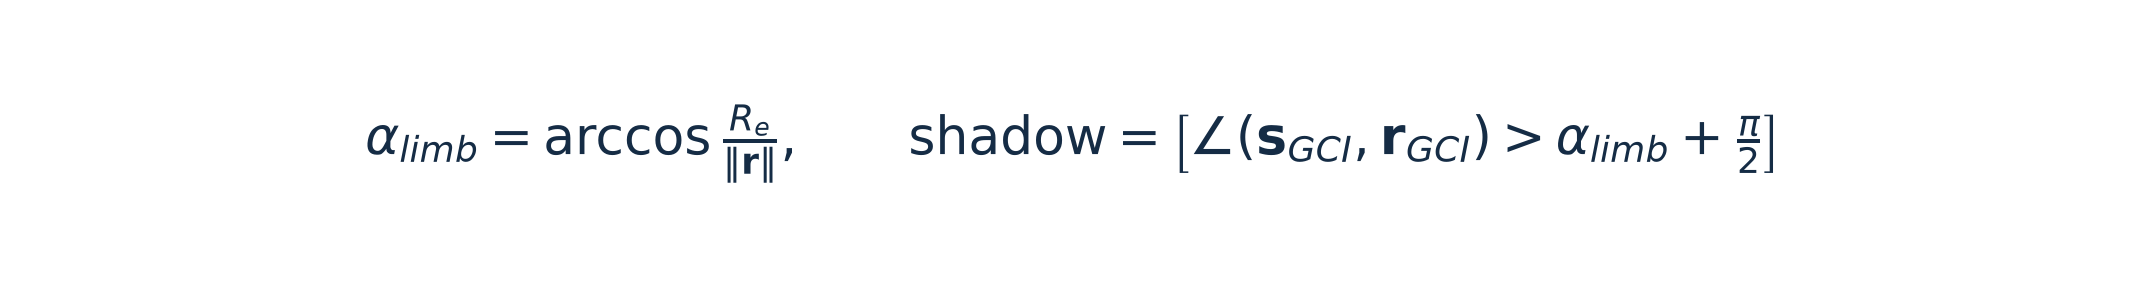 α_limb = arccos R_e/‖r‖, shadow = [∠(s_GCI, r_GCI) > α_limb + π/2]